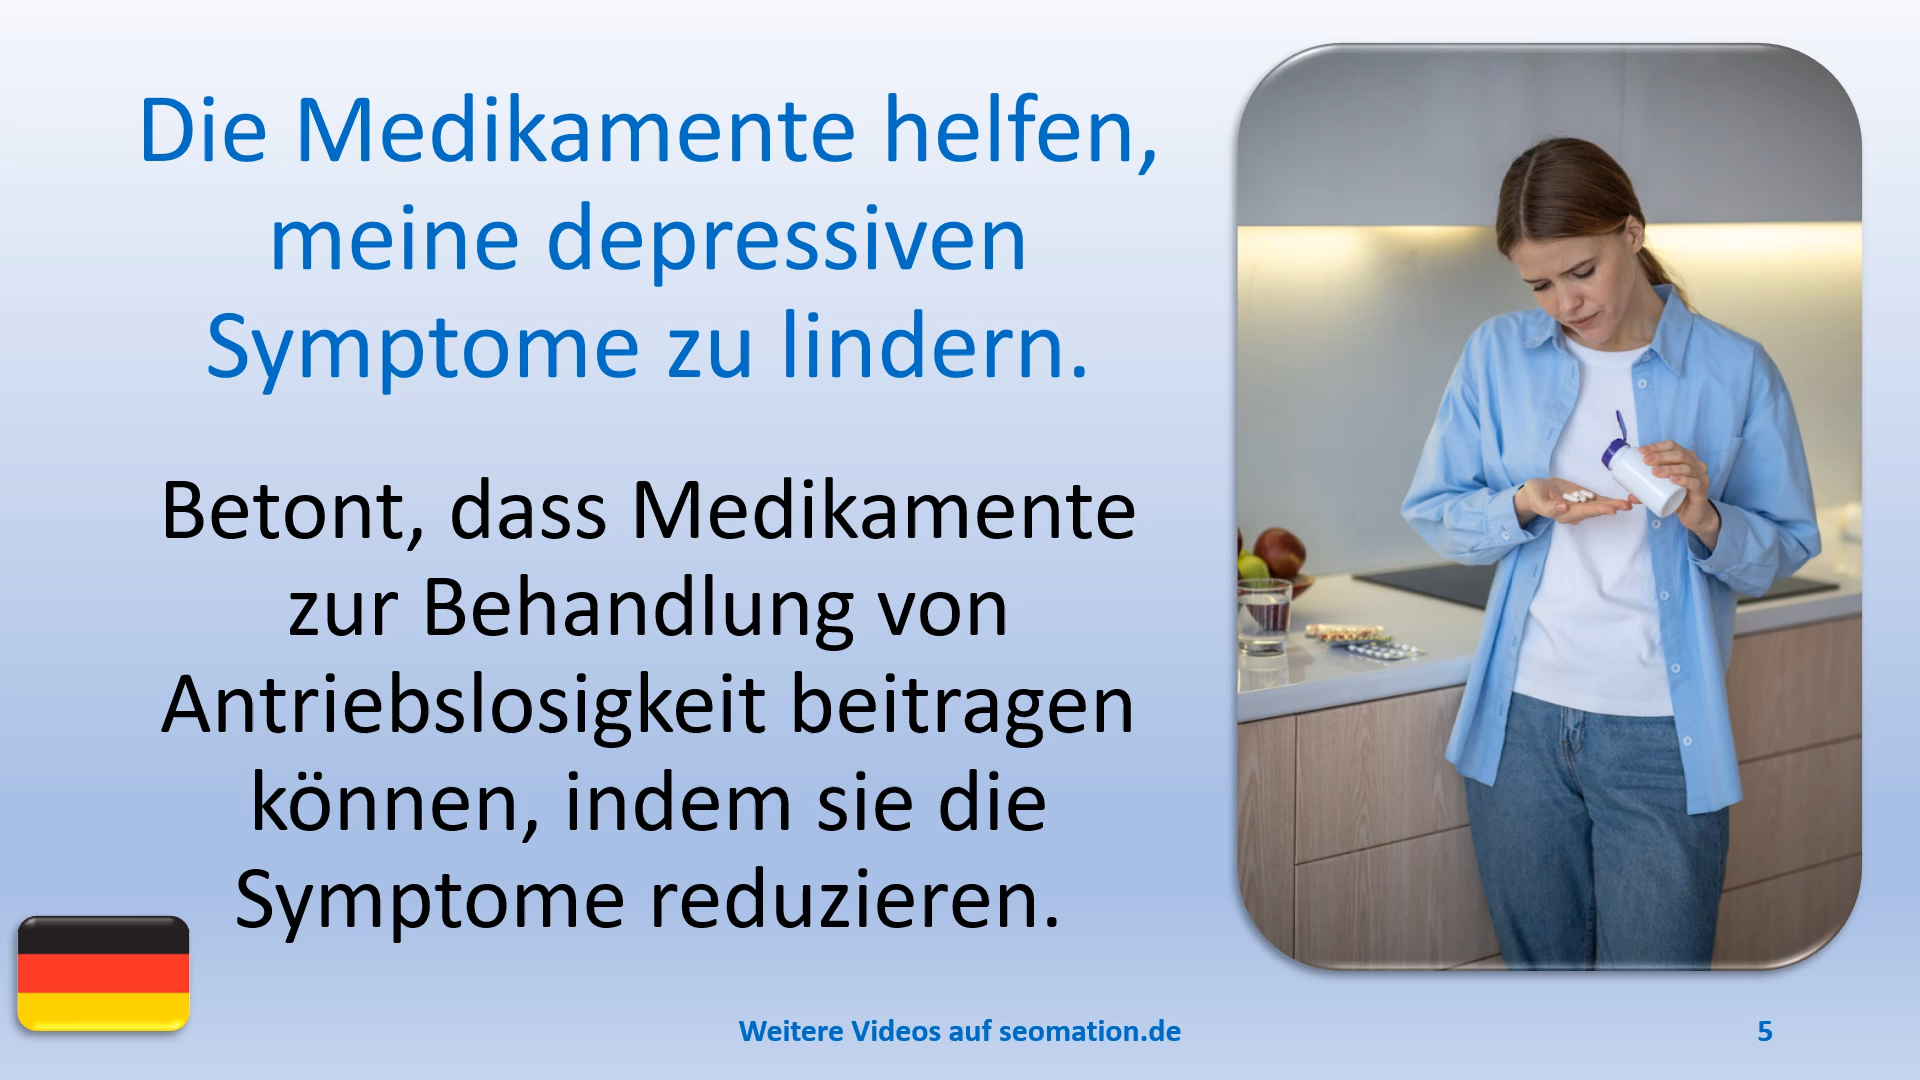 Die Medikamente helfen,
meine depressiven
Symptome zu lindern.
Betont, dass Medikamente
zur Behandlung von
Antriebslosigkeit beitragen
können, indem sie die
Symptome reduzieren.
Weitere Videos auf seomation.de
5